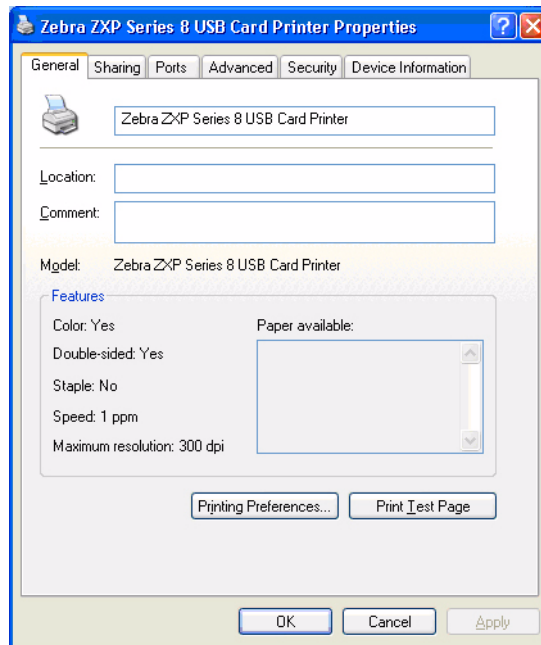 Zebra ZXP Series 8 USB Card Printer Properties
General Sharing Ports Advanced Security Device Information
Zebra ZXP Series 8 USB Card Printer
Location:
Comment:
Model: Zebra ZXP Series 8 USB Card Printer
Features
Color: Yes Paper available:
Double-sided: Yes
Staple: No
Speed: 1 ppm
Maximum resolution: 300 dpi
Printing Preferences... Print Test Page
OK Cancel Apply